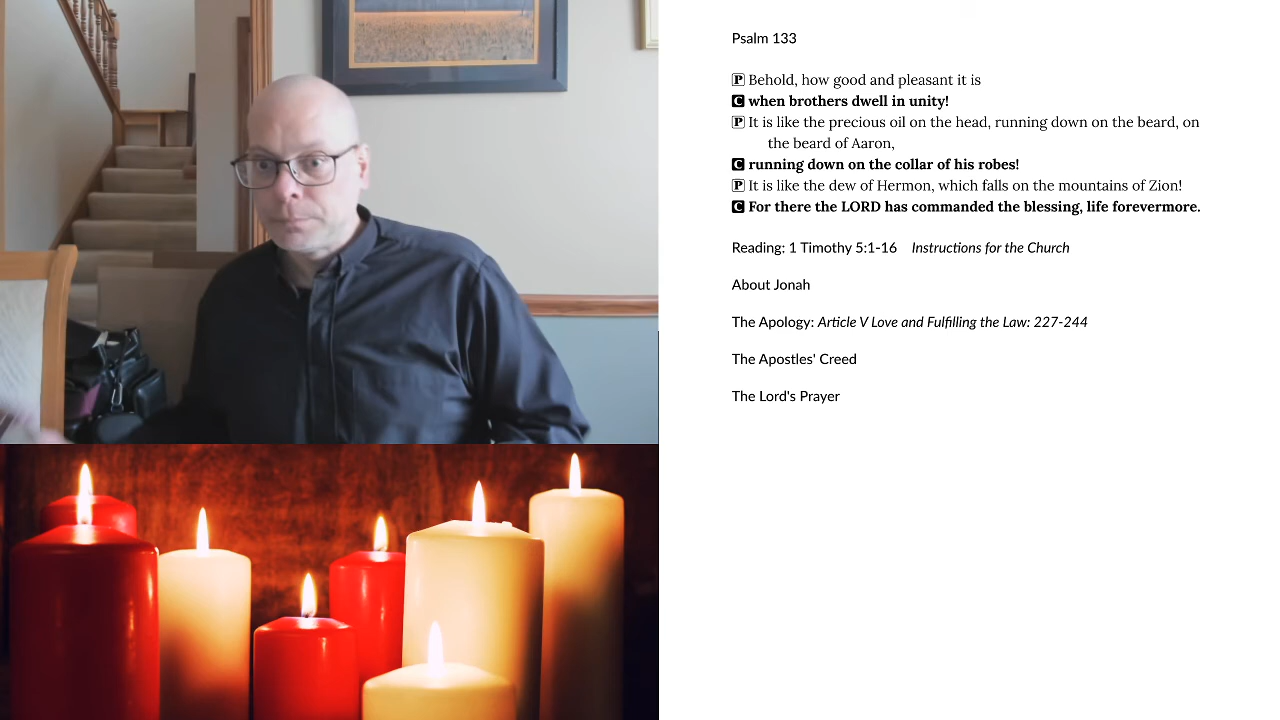 Psalm 133
P Behold, how good and pleasant it is
C when brothers dwell in unity!
P It is like the precious oil on the head, running down on the beard, on
the beard of Aaron,
C running down on the collar of his robes!
P It is like the dew of Hermon, which falls on the mountains of Zion!
C For there the LORD has commanded the blessing, life forevermore.
Reading: 1 Timothy 5:1-16 Instructions for the Church
About Jonah
The Apology: Article V Love and Fulfilling the Law: 227-244
The Apostles' Creed
The Lord's Prayer